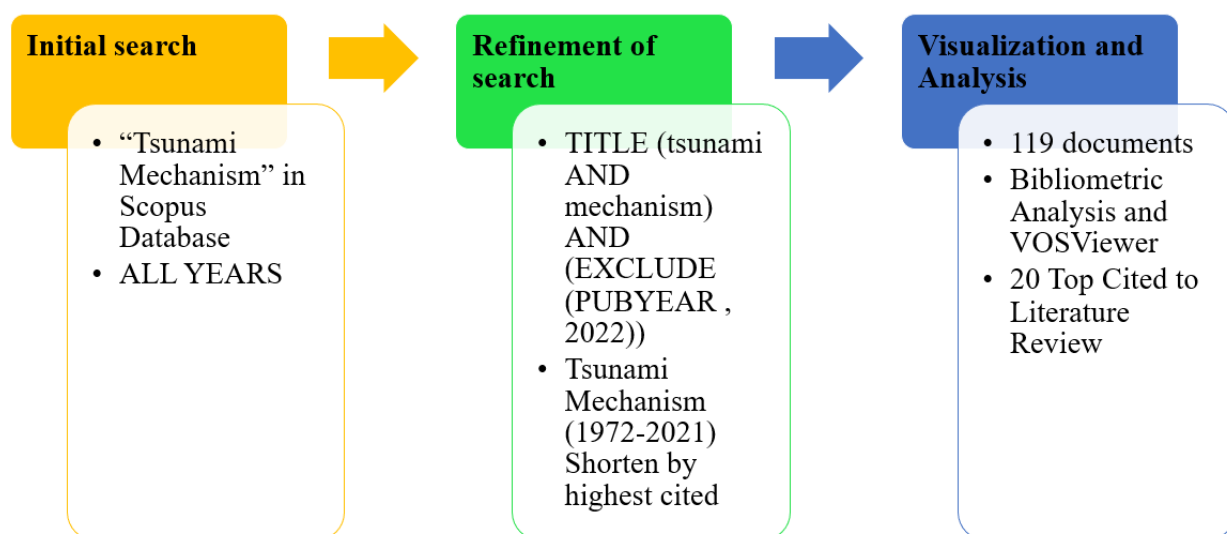 Initial search
• “Tsunami
Mechanism” in
Scopus
Database
• ALL YEARS
Refinement of
search
• TITLE (tsunami
AND
mechanism)
AND
(EXCLUDE
(PUBYEAR ,
2022))
• Tsunami
Mechanism
(1972-2021)
Shorten by
highest cited
Visualization and
Analysis
• 119 documents
• Bibliometric
Analysis and
VOSViewer
• 20 Top Cited to
Literature
Review